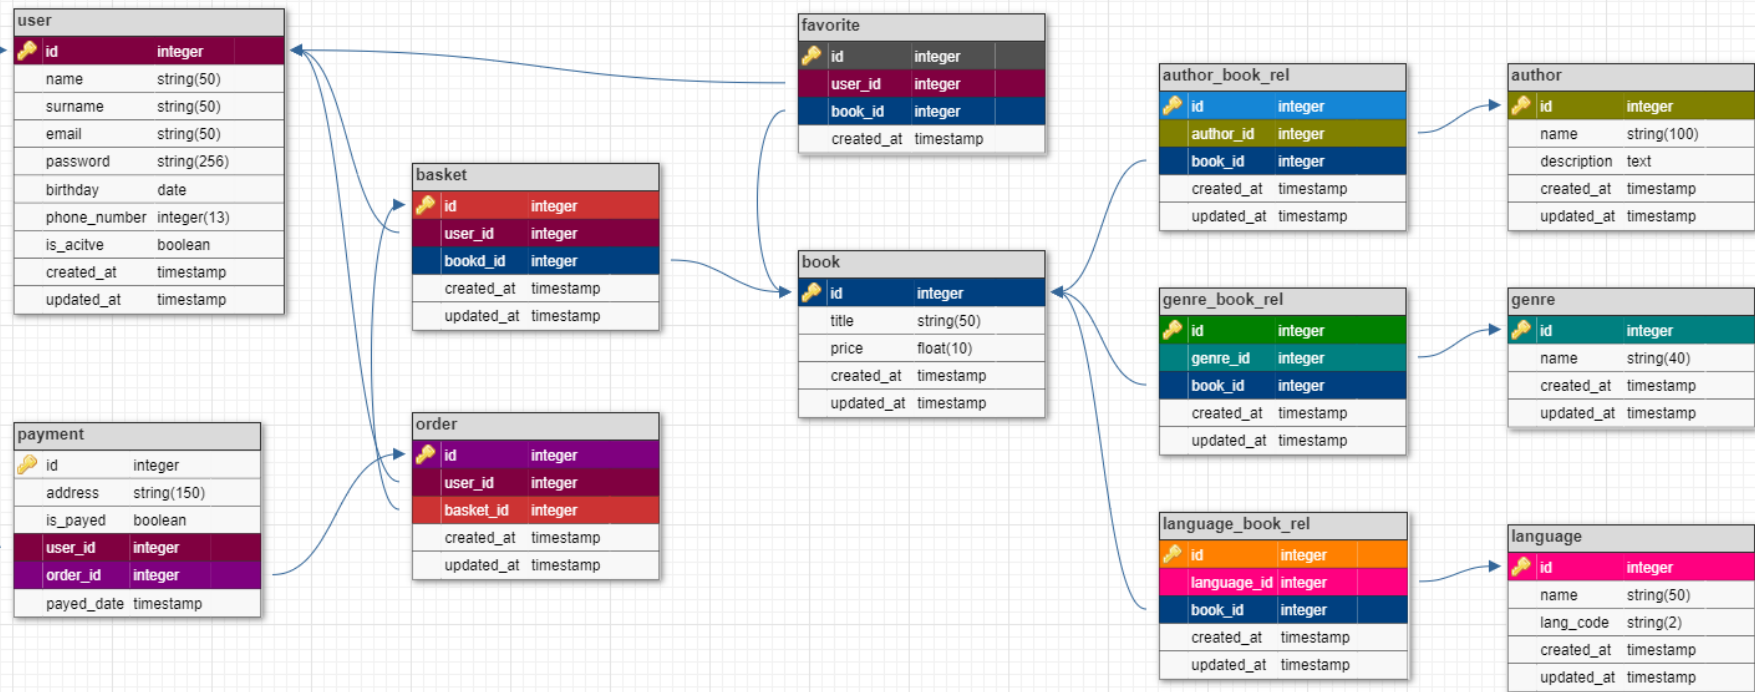 user
id integer
name string(50)
surname string(50)
email string(50)
password string(256)
birthday date
phone_number integer(13)
is_acitve boolean
created_at timestamp
updated_at timestamp
payment
id integer
address string(150)
is_payed boolean
user_id integer
order_id integer
payed_date timestamp
basket
id integer
user_id integer
bookd_id integer
created_at timestamp
updated_at timestamp
order
id integer
user_id integer
basket_id integer
created_at timestamp
updated_at timestamp
favorite
id integer
user_id integer
book_id integer
created_at timestamp
book
id integer
title string(50)
price float(10)
created_at timestamp
updated_at timestamp
author_book_rel
id integer
author_id integer
book_id integer
created_at timestamp
updated_at timestamp
genre_book_rel
id integer
genre_id integer
book_id integer
created_at timestamp
updated_at timestamp
language_book_rel
id integer
language_id integer
book_id integer
created_at timestamp
updated_at timestamp
author
id integer
name string(100)
description text
created_at timestamp
updated_at timestamp
genre
id integer
name string(40)
created_at timestamp
updated_at timestamp
language
id integer
name string(50)
lang_code string(2)
created_at timestamp
updated_at timestamp